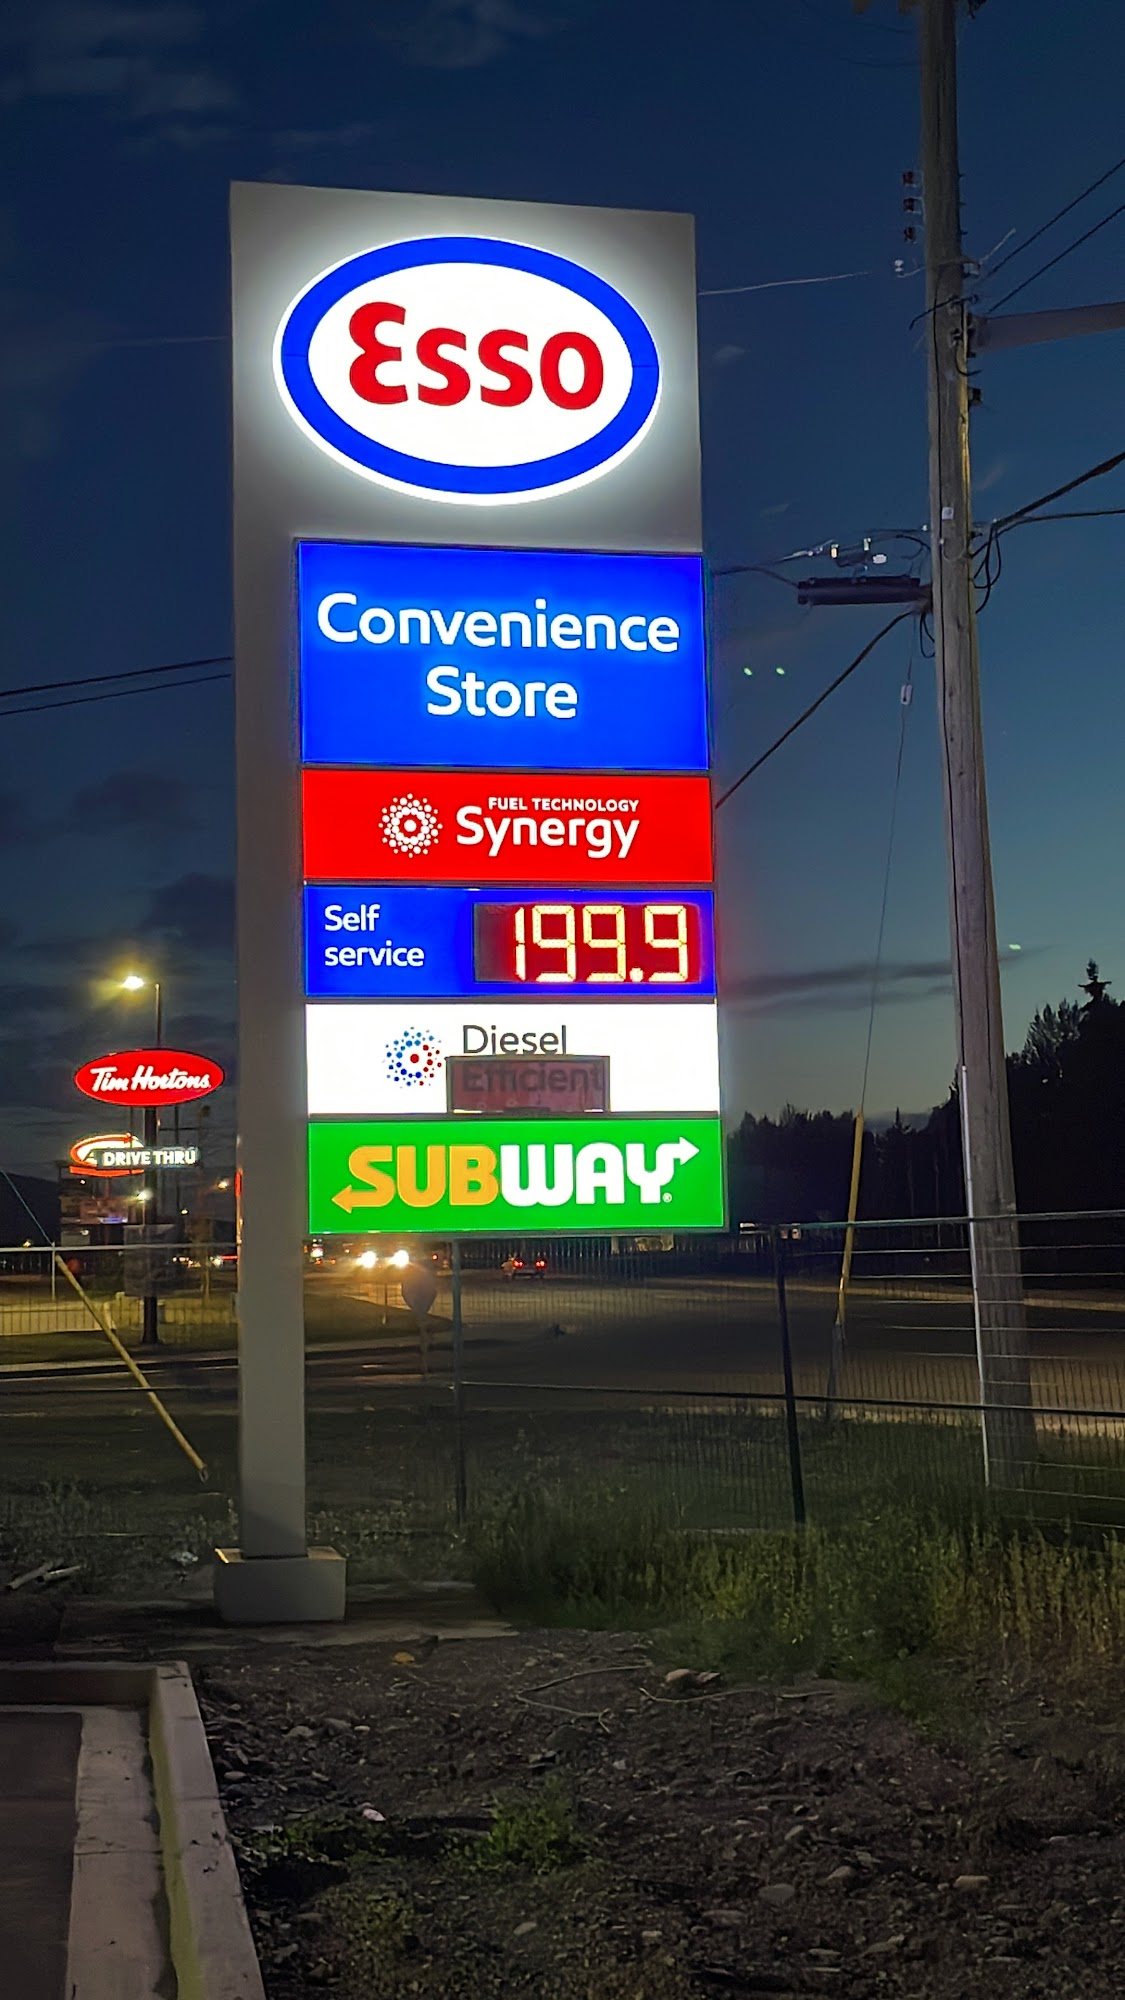 Esso
Convenience
Store
FUEL TECHNOLOGY
Synergy
Self
service
199.9
Diesel
Efficient
SUBWAY®
Tim Hortons
DRIVE THRU